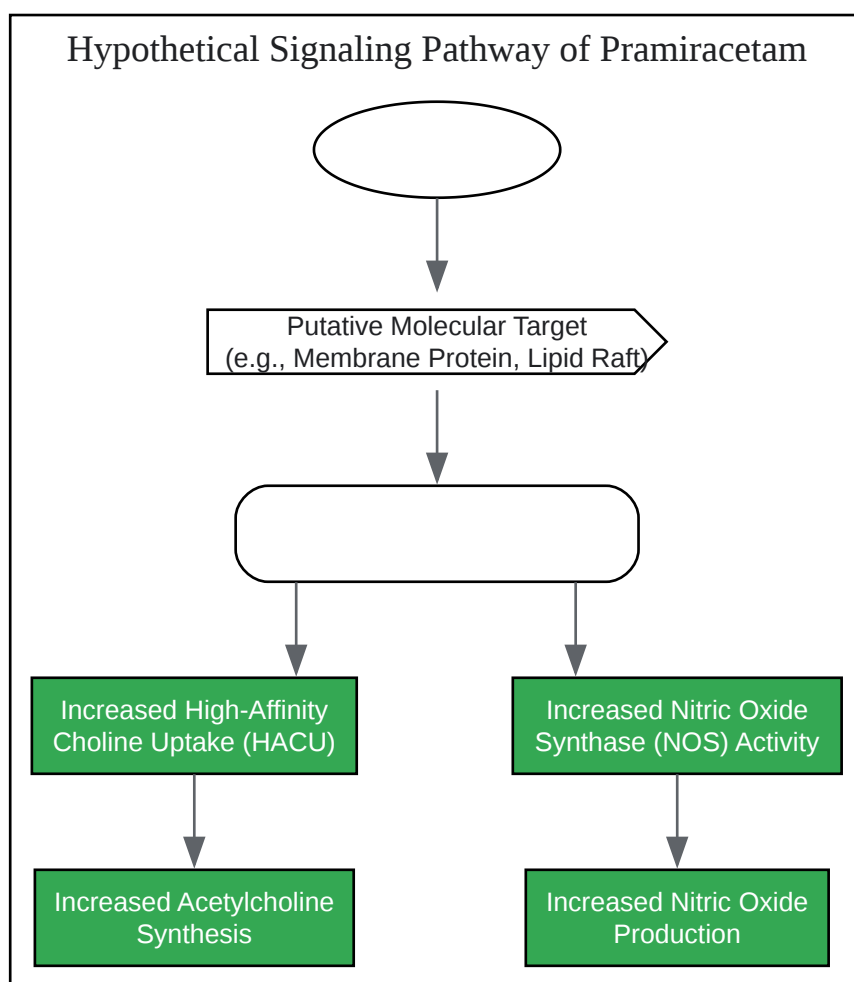 Hypothetical Signaling Pathway of Pramiracetam
Putative Molecular Target
(e.g., Membrane Protein, Lipid Raft)
Increased High-Affinity
Choline Uptake (HACU)
Increased Nitric Oxide
Synthase (NOS) Activity
Increased Acetylcholine
Synthesis
Increased Nitric Oxide
Production